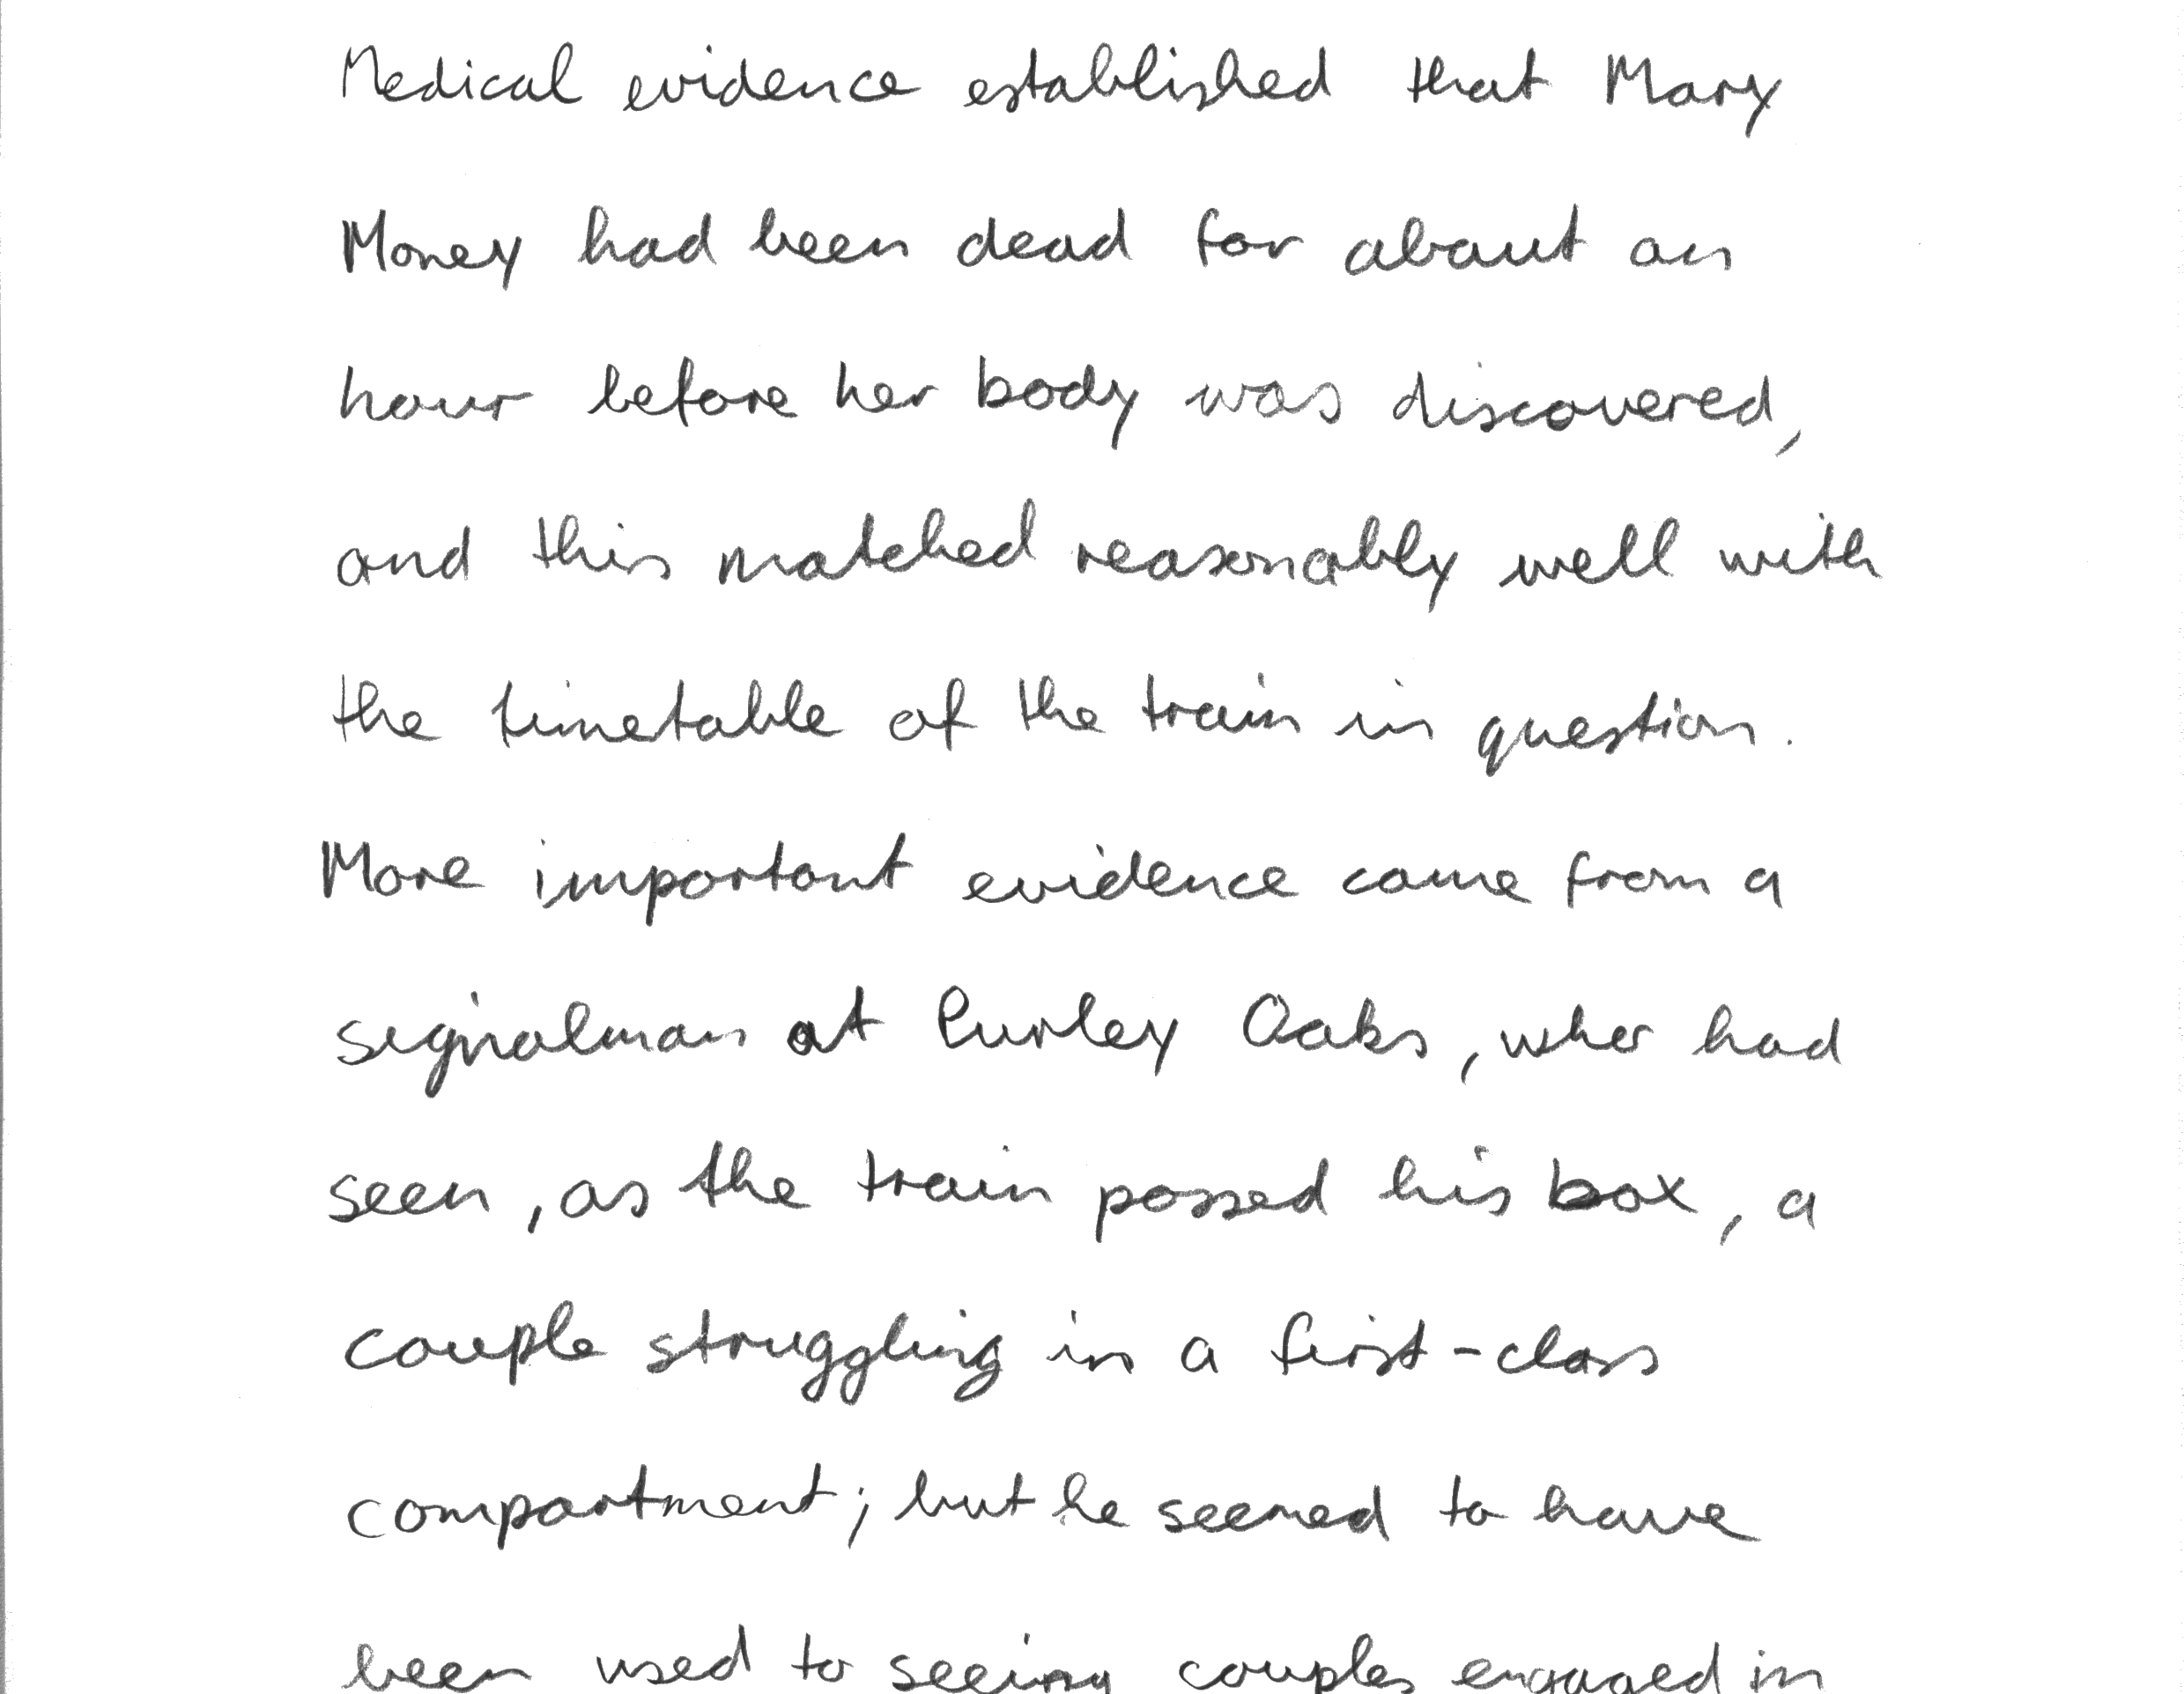 Medical evidence established that Mary
Money had been dead for about an
hour before her body was discovered,
and this matched reasonably well with
the timetable of the train in question.
More important evidence came from a
signalman at Purley Oaks, who had
seen, as the train passed his box, a
couple struggling in a first-class
compartment; but he seemed to have
been used to seeing couples engaged in